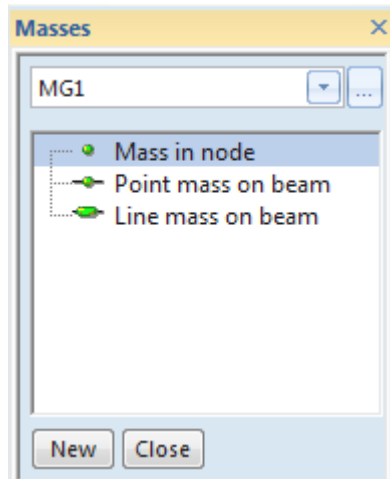 Masses
MG1
...
Mass in node
Point mass on beam
Line mass on beam
New Close